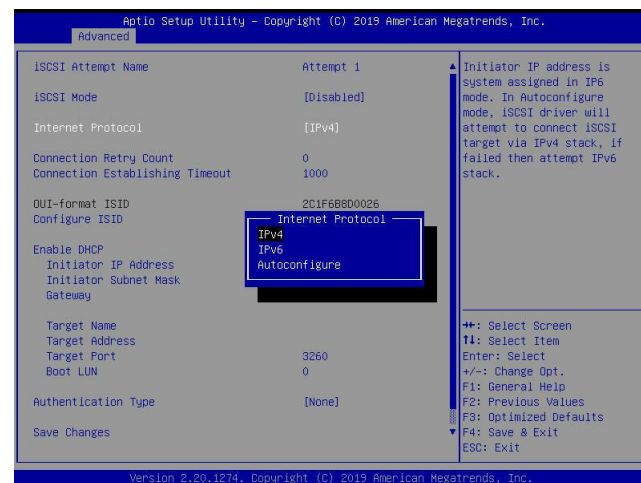 Aptio Setup Utility – Copyright (C) 2019 American Megatrends, Inc.
Advanced
iSCSI Attempt Name Attempt 1
iSCSI Mode [Disabled]
Internet Protocol [IPv4]
Connection Retry Count 0
Connection Establishing Timeout 1000
OUI-format ISID 2C1F6B8D0026
Configure ISID
Internet Protocol
IPv4
IPv6
Autoconfigure
Enable DHCP
Initiator IP Address
Initiator Subnet Mask
Gateway
Target Name
Target Address
Target Port 3260
Boot LUN 0
Authentication Type [None]
Save Changes
Initiator IP address is
system assigned in IP6
mode. In Autoconfigure
mode, iSCSI driver will
attempt to connect iSCSI
target via IPv4 stack, if
failed then attempt IPv6
stack.
→←: Select Screen
↑↓: Select Item
Enter: Select
+/-: Change Opt.
F1: General Help
F2: Previous Values
F3: Optimized Defaults
F4: Save & Exit
ESC: Exit
Version 2.20.1274. Copyright (C) 2019 American Megatrends, Inc.